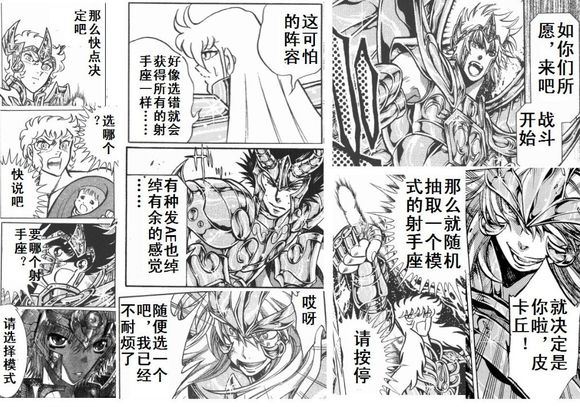 那么快点决
定吧
选哪个
？
快说吧
要哪个射
手座？
请选择模式
这可怕
的阵容
好像选错就会
获得所有的射
手座一样……
有种发AE也绰
绰有余的感觉
……
哎呀
随便选一个
吧，我已经
不耐烦了
如你们所
愿，来吧
战斗
开始
那么就随机
抽取一个模
式的射手座
请按停
就决定是
你啦，皮
卡丘！